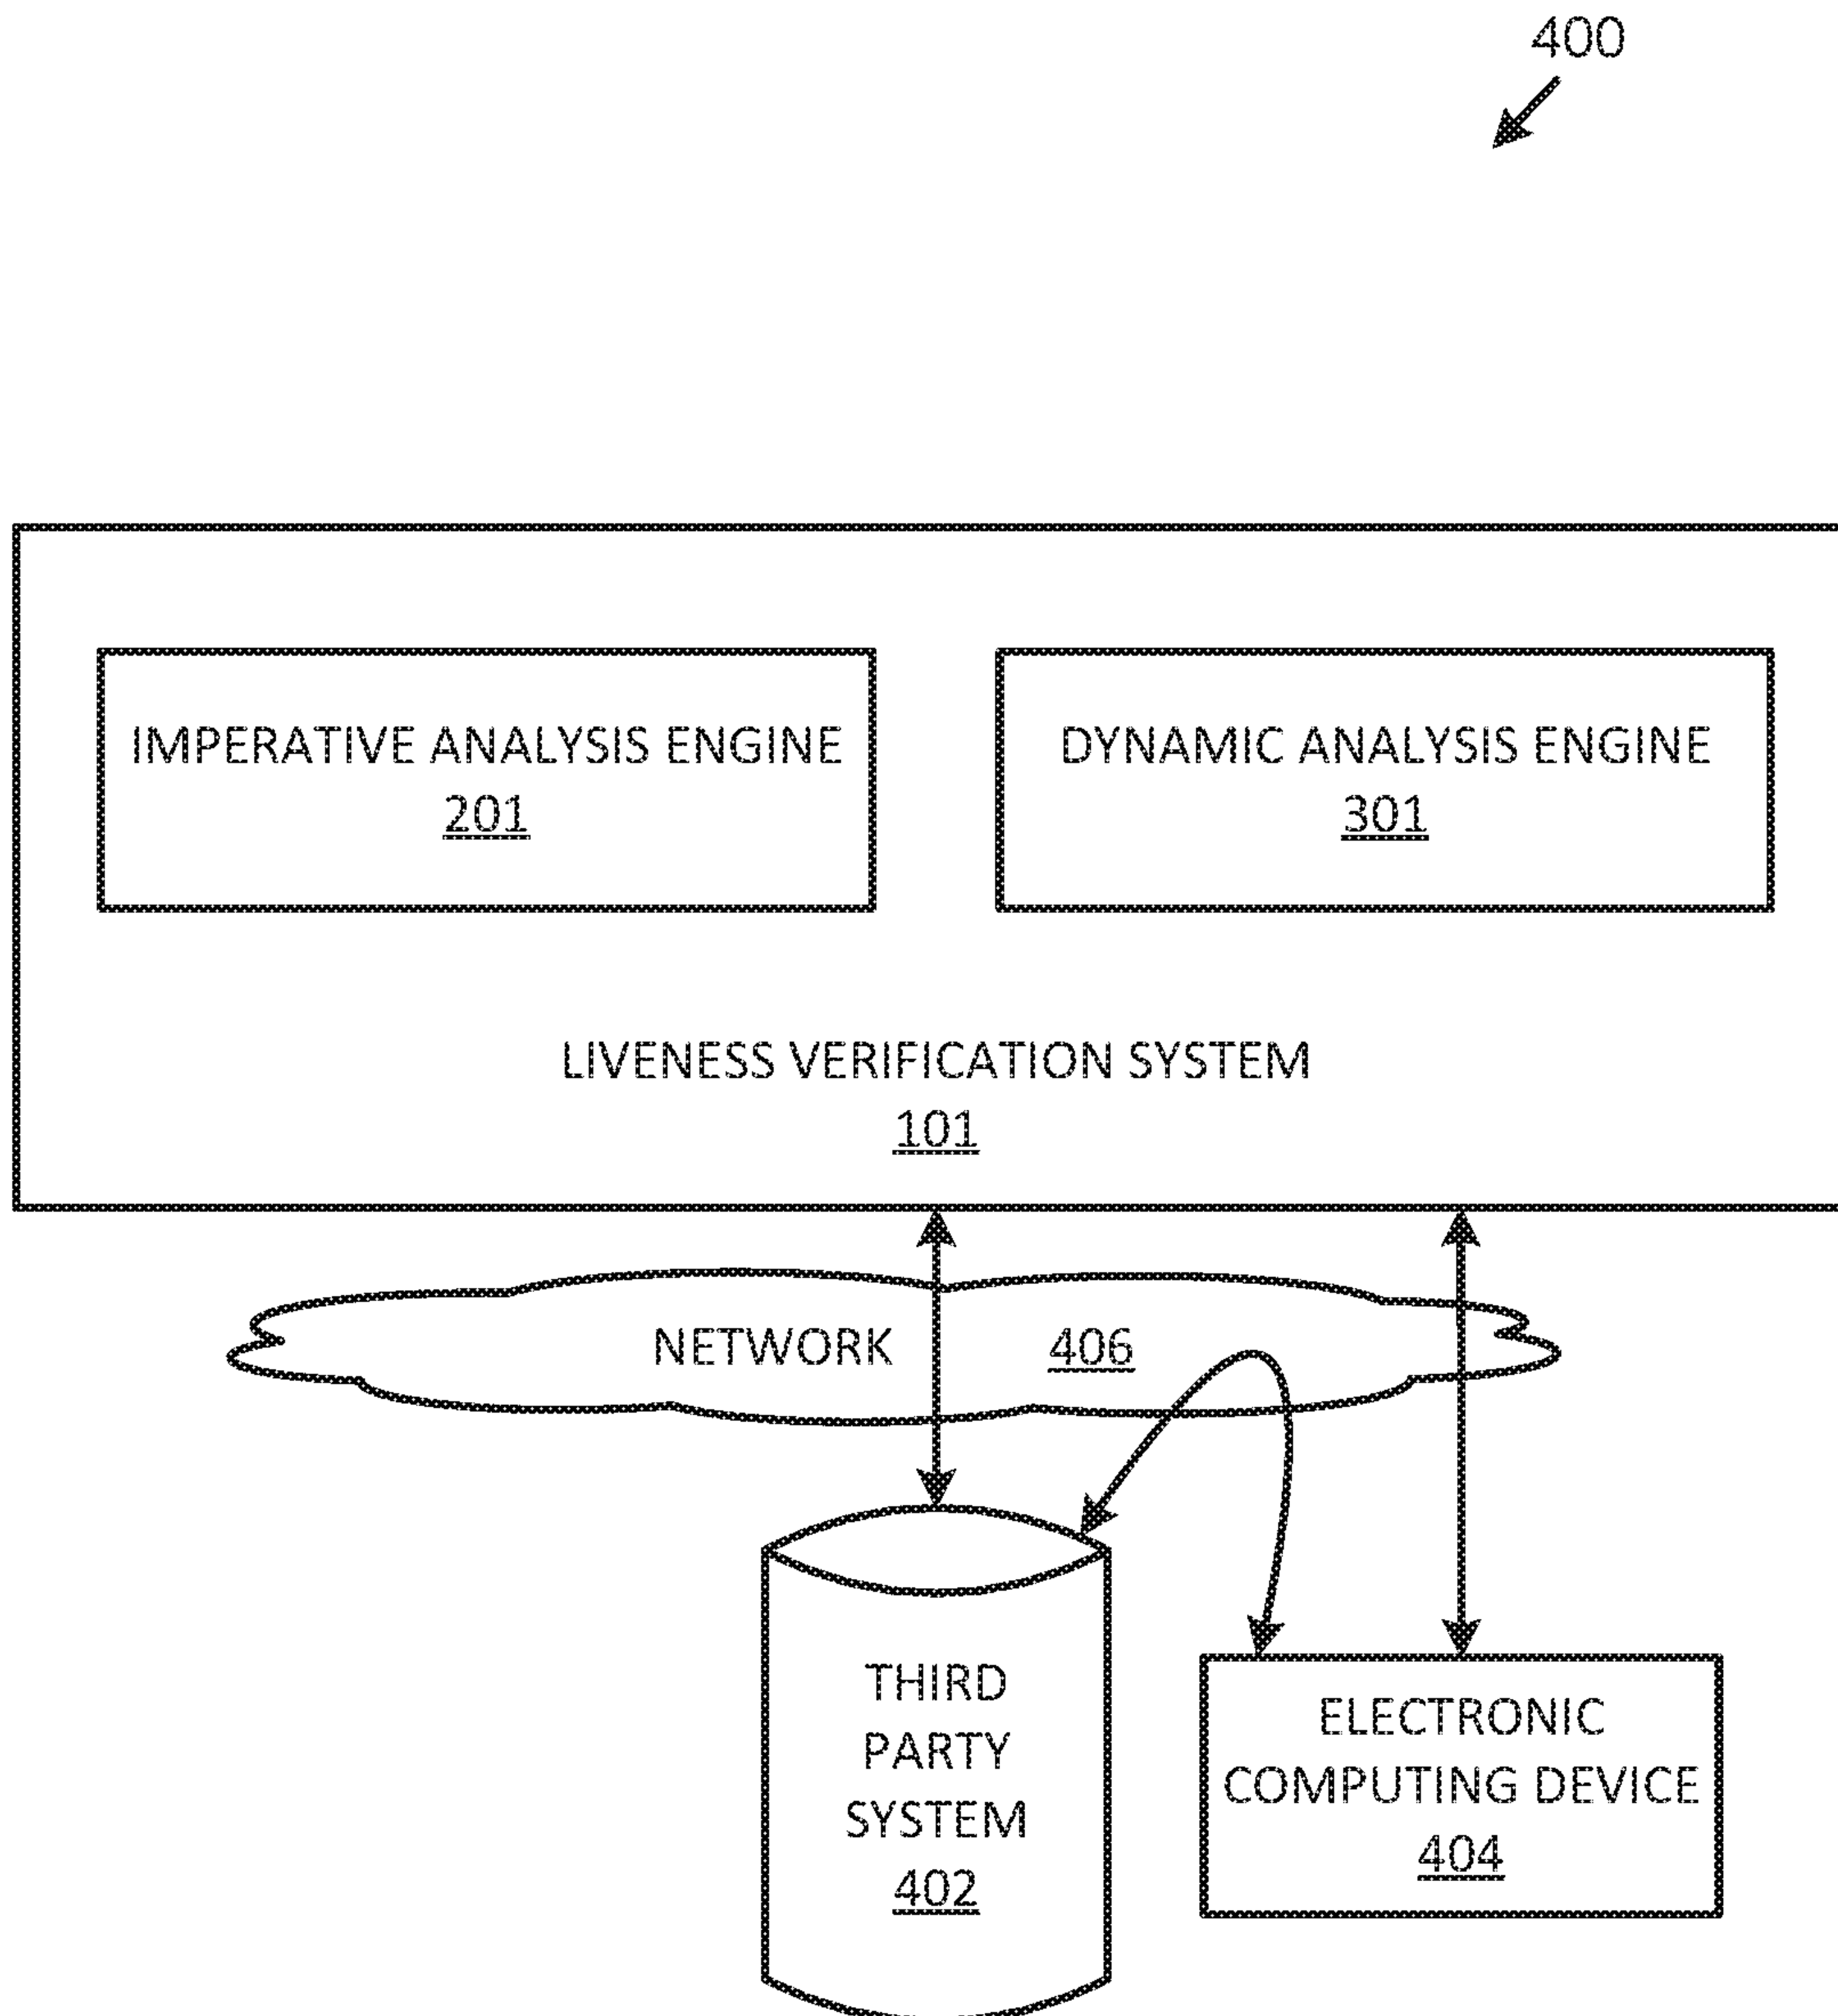 400
IMPERATIVE ANALYSIS ENGINE
201
DYNAMIC ANALYSIS ENGINE
301
LIVENESS VERIFICATION SYSTEM
101
NETWORK 406
THIRD
PARTY
SYSTEM
402
ELECTRONIC
COMPUTING DEVICE
404